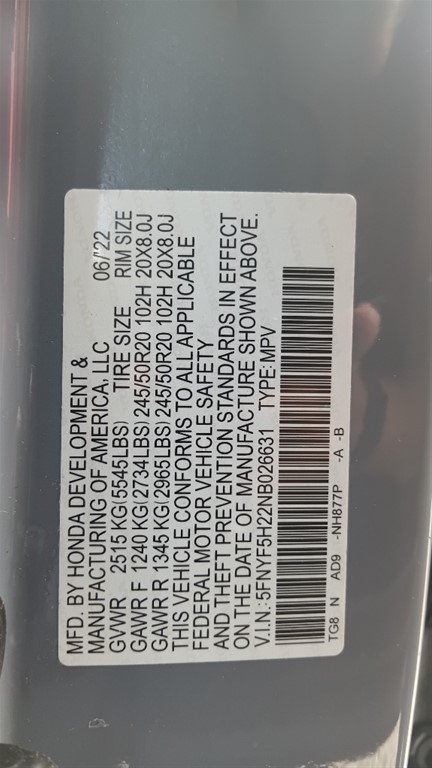 MFD. BY HONDA DEVELOPMENT &
MANUFACTURING OF AMERICA, LLC 06/'22
GVWR 2515 KG(5545LBS) TIRE SIZE RIM SIZE
GAWR F 1240 KG(2734LBS)245/50R20 102H 20X8.0J
GAWR R 1345 KG(2965LBS)245/50R20 102H 20X8.0J
THIS VEHICLE CONFORMS TO ALL APPLICABLE
FEDERAL MOTOR VEHICLE SAFETY
AND THEFT PREVENTION STANDARDS IN EFFECT
ON THE DATE OF MANUFACTURE SHOWN ABOVE.
V.I.N.:5FNYF5H22NB026631 TYPE:MPV
TG8 N AD9 -NH877P -A -B